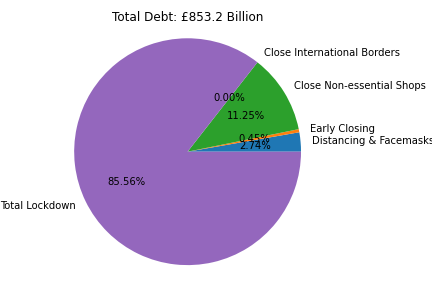 Total Debt: £853.2 Billion
Close International Borders
Close Non-essential Shops
0.00%
11.25%
Early Closing
0.45%
Distancing & Facemasks
2.74%
85.56%
Total Lockdown